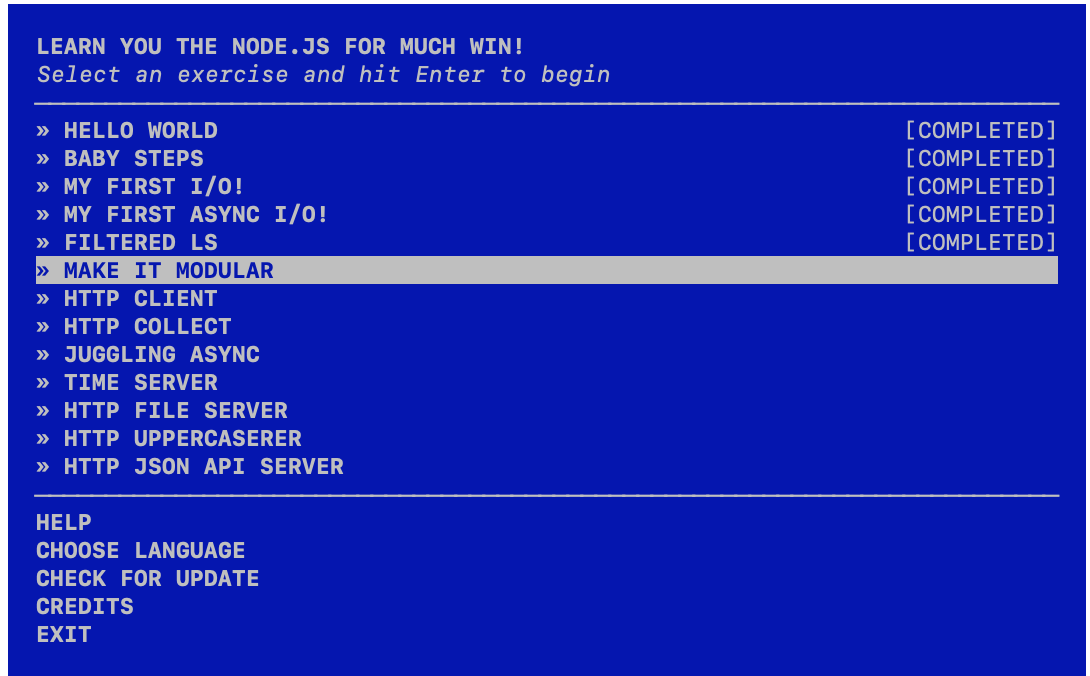 LEARN YOU THE NODE.JS FOR MUCH WIN!
Select an exercise and hit Enter to begin
» HELLO WORLD [COMPLETED]
» BABY STEPS [COMPLETED]
» MY FIRST I/O! [COMPLETED]
» MY FIRST ASYNC I/O! [COMPLETED]
» FILTERED LS [COMPLETED]
» MAKE IT MODULAR
» HTTP CLIENT
» HTTP COLLECT
» JUGGLING ASYNC
» TIME SERVER
» HTTP FILE SERVER
» HTTP UPPERCASERER
» HTTP JSON API SERVER
HELP
CHOOSE LANGUAGE
CHECK FOR UPDATE
CREDITS
EXIT